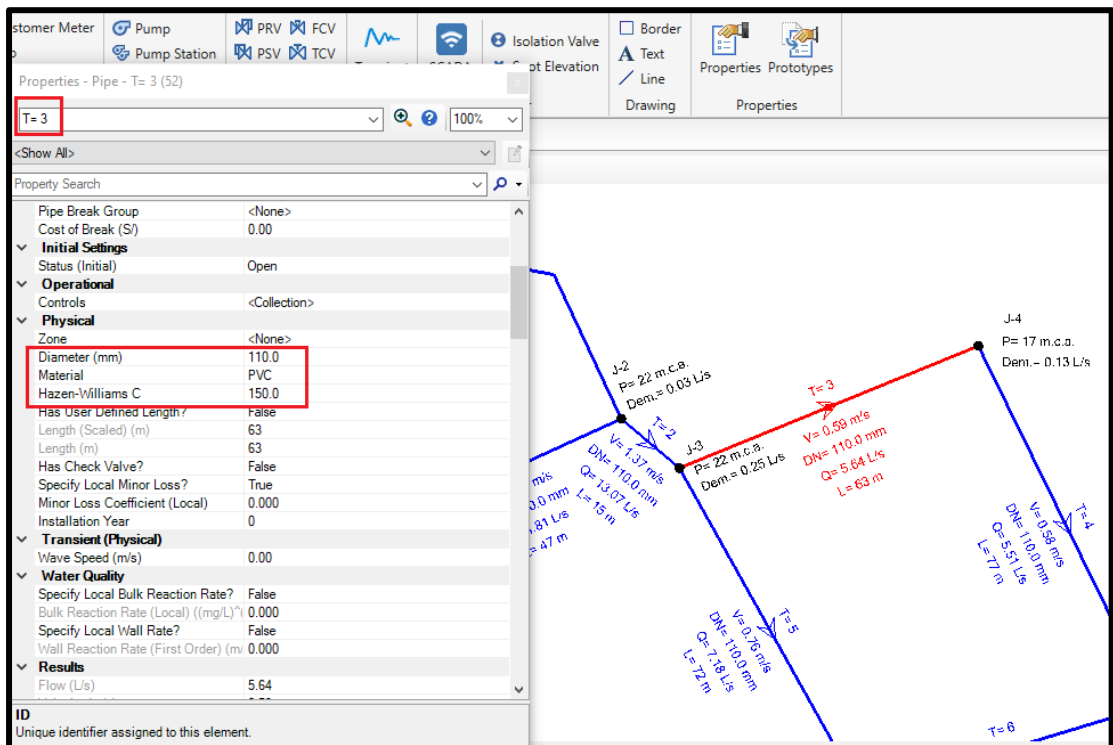 stomer Meter
Pump
PRV
FCV
Isolation Valve
Border
Pump Station
PSV
TCV
ot Elevation
Text
Line
Properties
Prototypes
Drawing
Properties
Properties - Pipe - T= 3 (52)
T= 3
100%
<Show All>
Property Search
Pipe Break Group <None>
Cost of Break (S/) 0.00
Initial Settings
Status (Initial) Open
Operational
Controls <Collection>
Physical
Zone <None>
Diameter (mm) 110.0
Material PVC
Hazen-Williams C 150.0
Has User Defined Length? False
Length (Scaled) (m) 63
Length (m) 63
Has Check Valve? False
Specify Local Minor Loss? True
Minor Loss Coefficient (Local) 0.000
Installation Year 0
Transient (Physical)
Wave Speed (m/s) 0.00
Water Quality
Specify Local Bulk Reaction Rate? False
Bulk Reaction Rate (Local) ((mg/L)^( 0.000
Specify Local Wall Rate? False
Wall Reaction Rate (First Order) (m/ 0.000
Results
Flow (L/s) 5.64
ID
Unique identifier assigned to this element.
J-2
P= 22 m.c.a.
Dem.= 0.03 L/s
T= 2
V= 1.37 m/s
DN= 110.0 mm
Q= 13.07 L/s
L= 15 m
m/s
0.0 mm
.81 L/s
= 47 m
J-3
P= 22 m.c.a.
Dem.= 0.25 L/s
T= 3
V= 0.59 m/s
DN= 110.0 mm
Q= 5.64 L/s
L= 63 m
J-4
P= 17 m.c.a.
Dem.= 0.13 L/s
T= 4
V= 0.58 m/s
DN= 110.0 mm
Q= 5.51 L/s
L= 77 m
T= 5
V= 0.76 m/s
DN= 110.0 mm
Q= 7.18 L/s
L= 72 m
T= 6